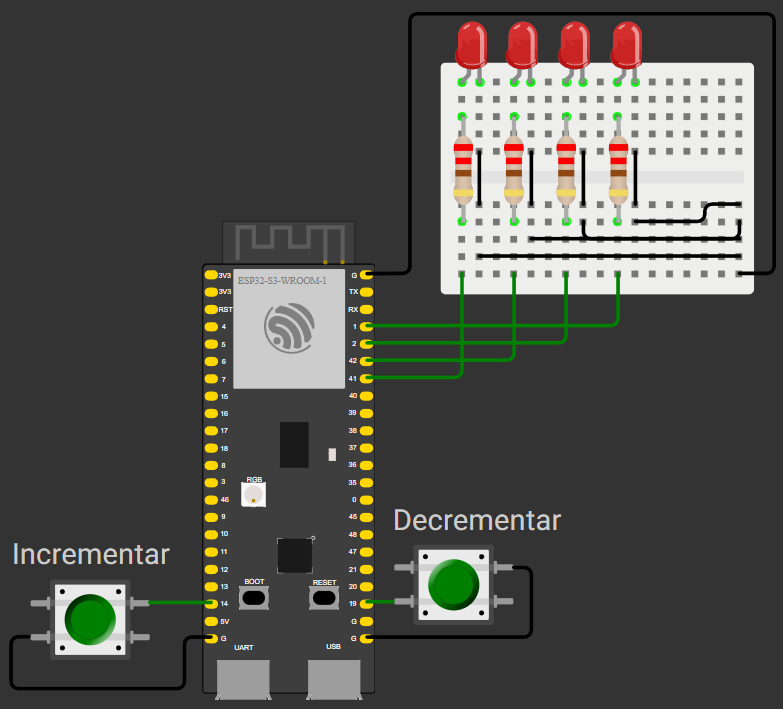 ESP32-S3-WROOM-1
3V3
3V3
RST
4
5
6
7
15
16
17
18
8
3
46
9
10
11
12
13
14
5V
G
G
TX
RX
1
2
42
41
40
39
38
37
36
35
0
45
48
47
21
20
19
G
G
RGB
BOOT
RESET
UART
USB
Incrementar
Decrementar